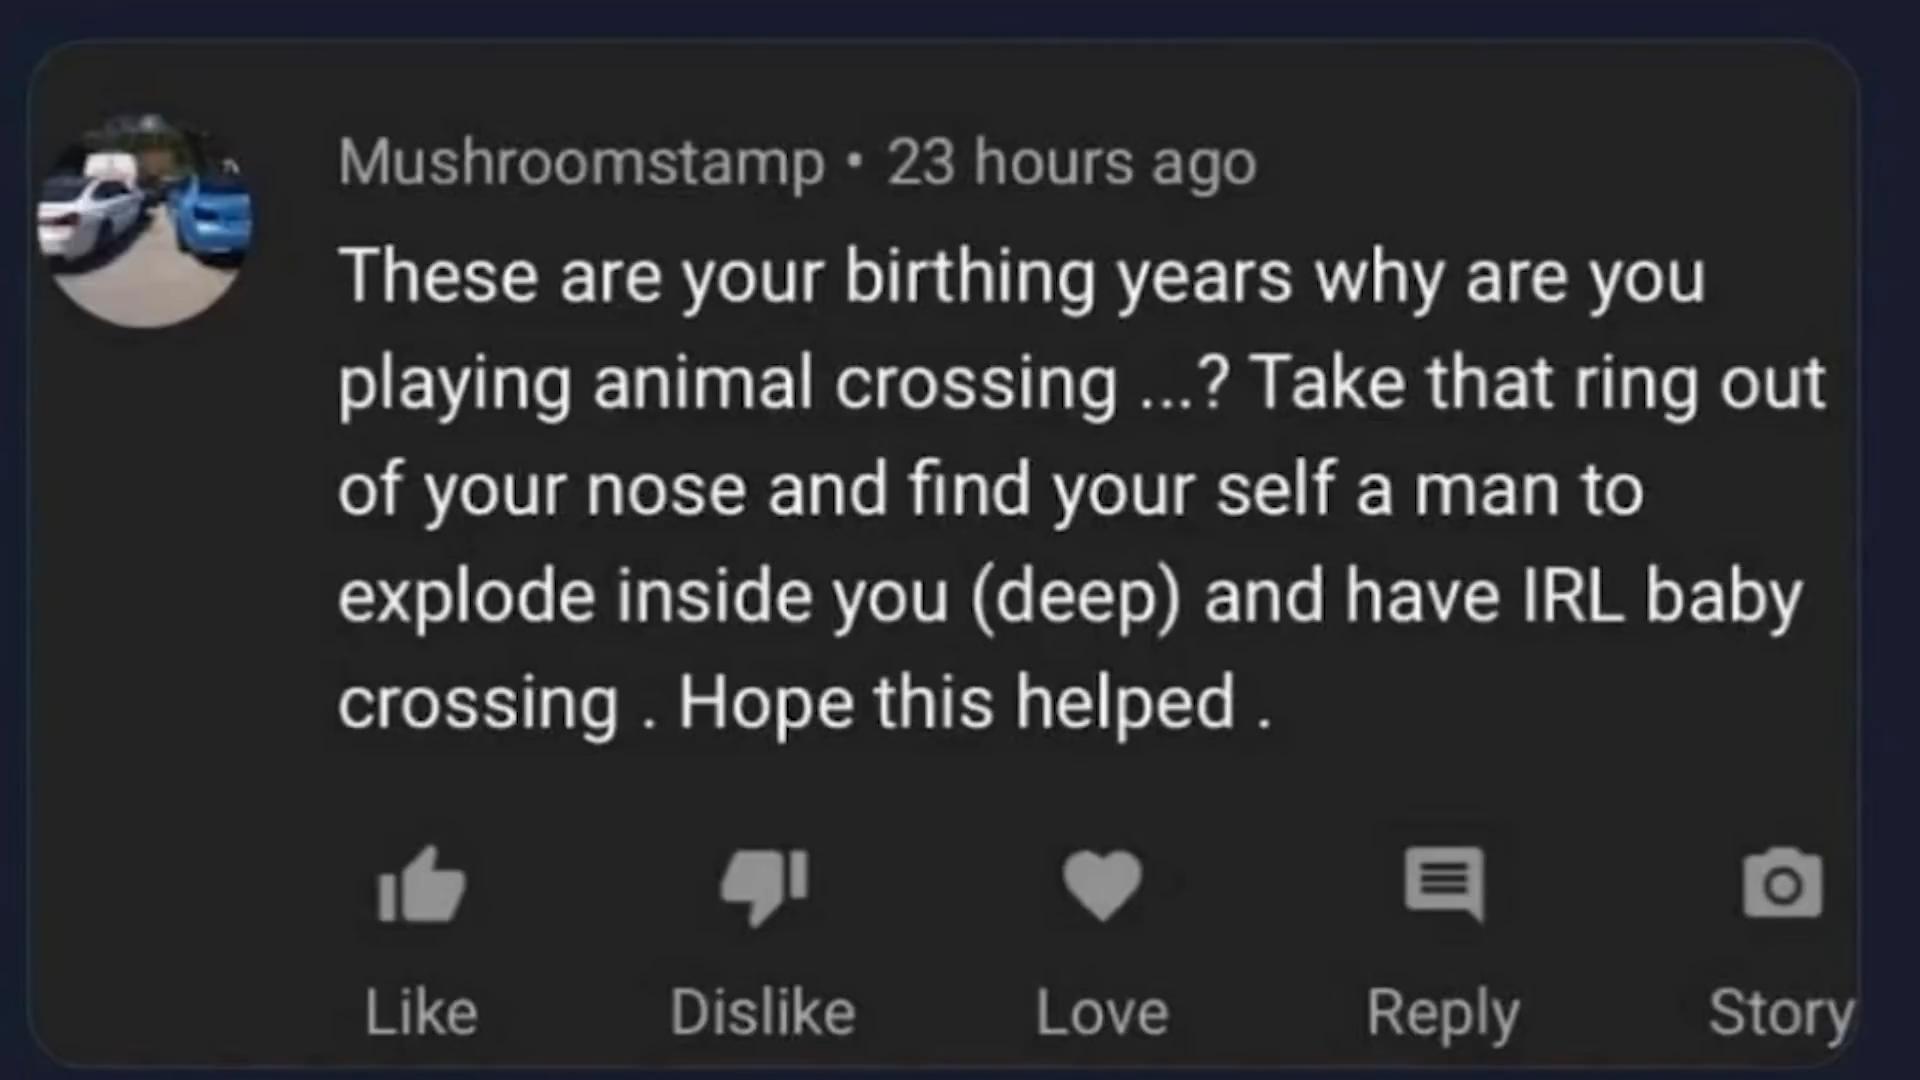 Mushroomstamp • 23 hours ago
These are your birthing years why are you
playing animal crossing ...? Take that ring out
of your nose and find your self a man to
explode inside you (deep) and have IRL baby
crossing . Hope this helped .
Like Dislike Love Reply Story